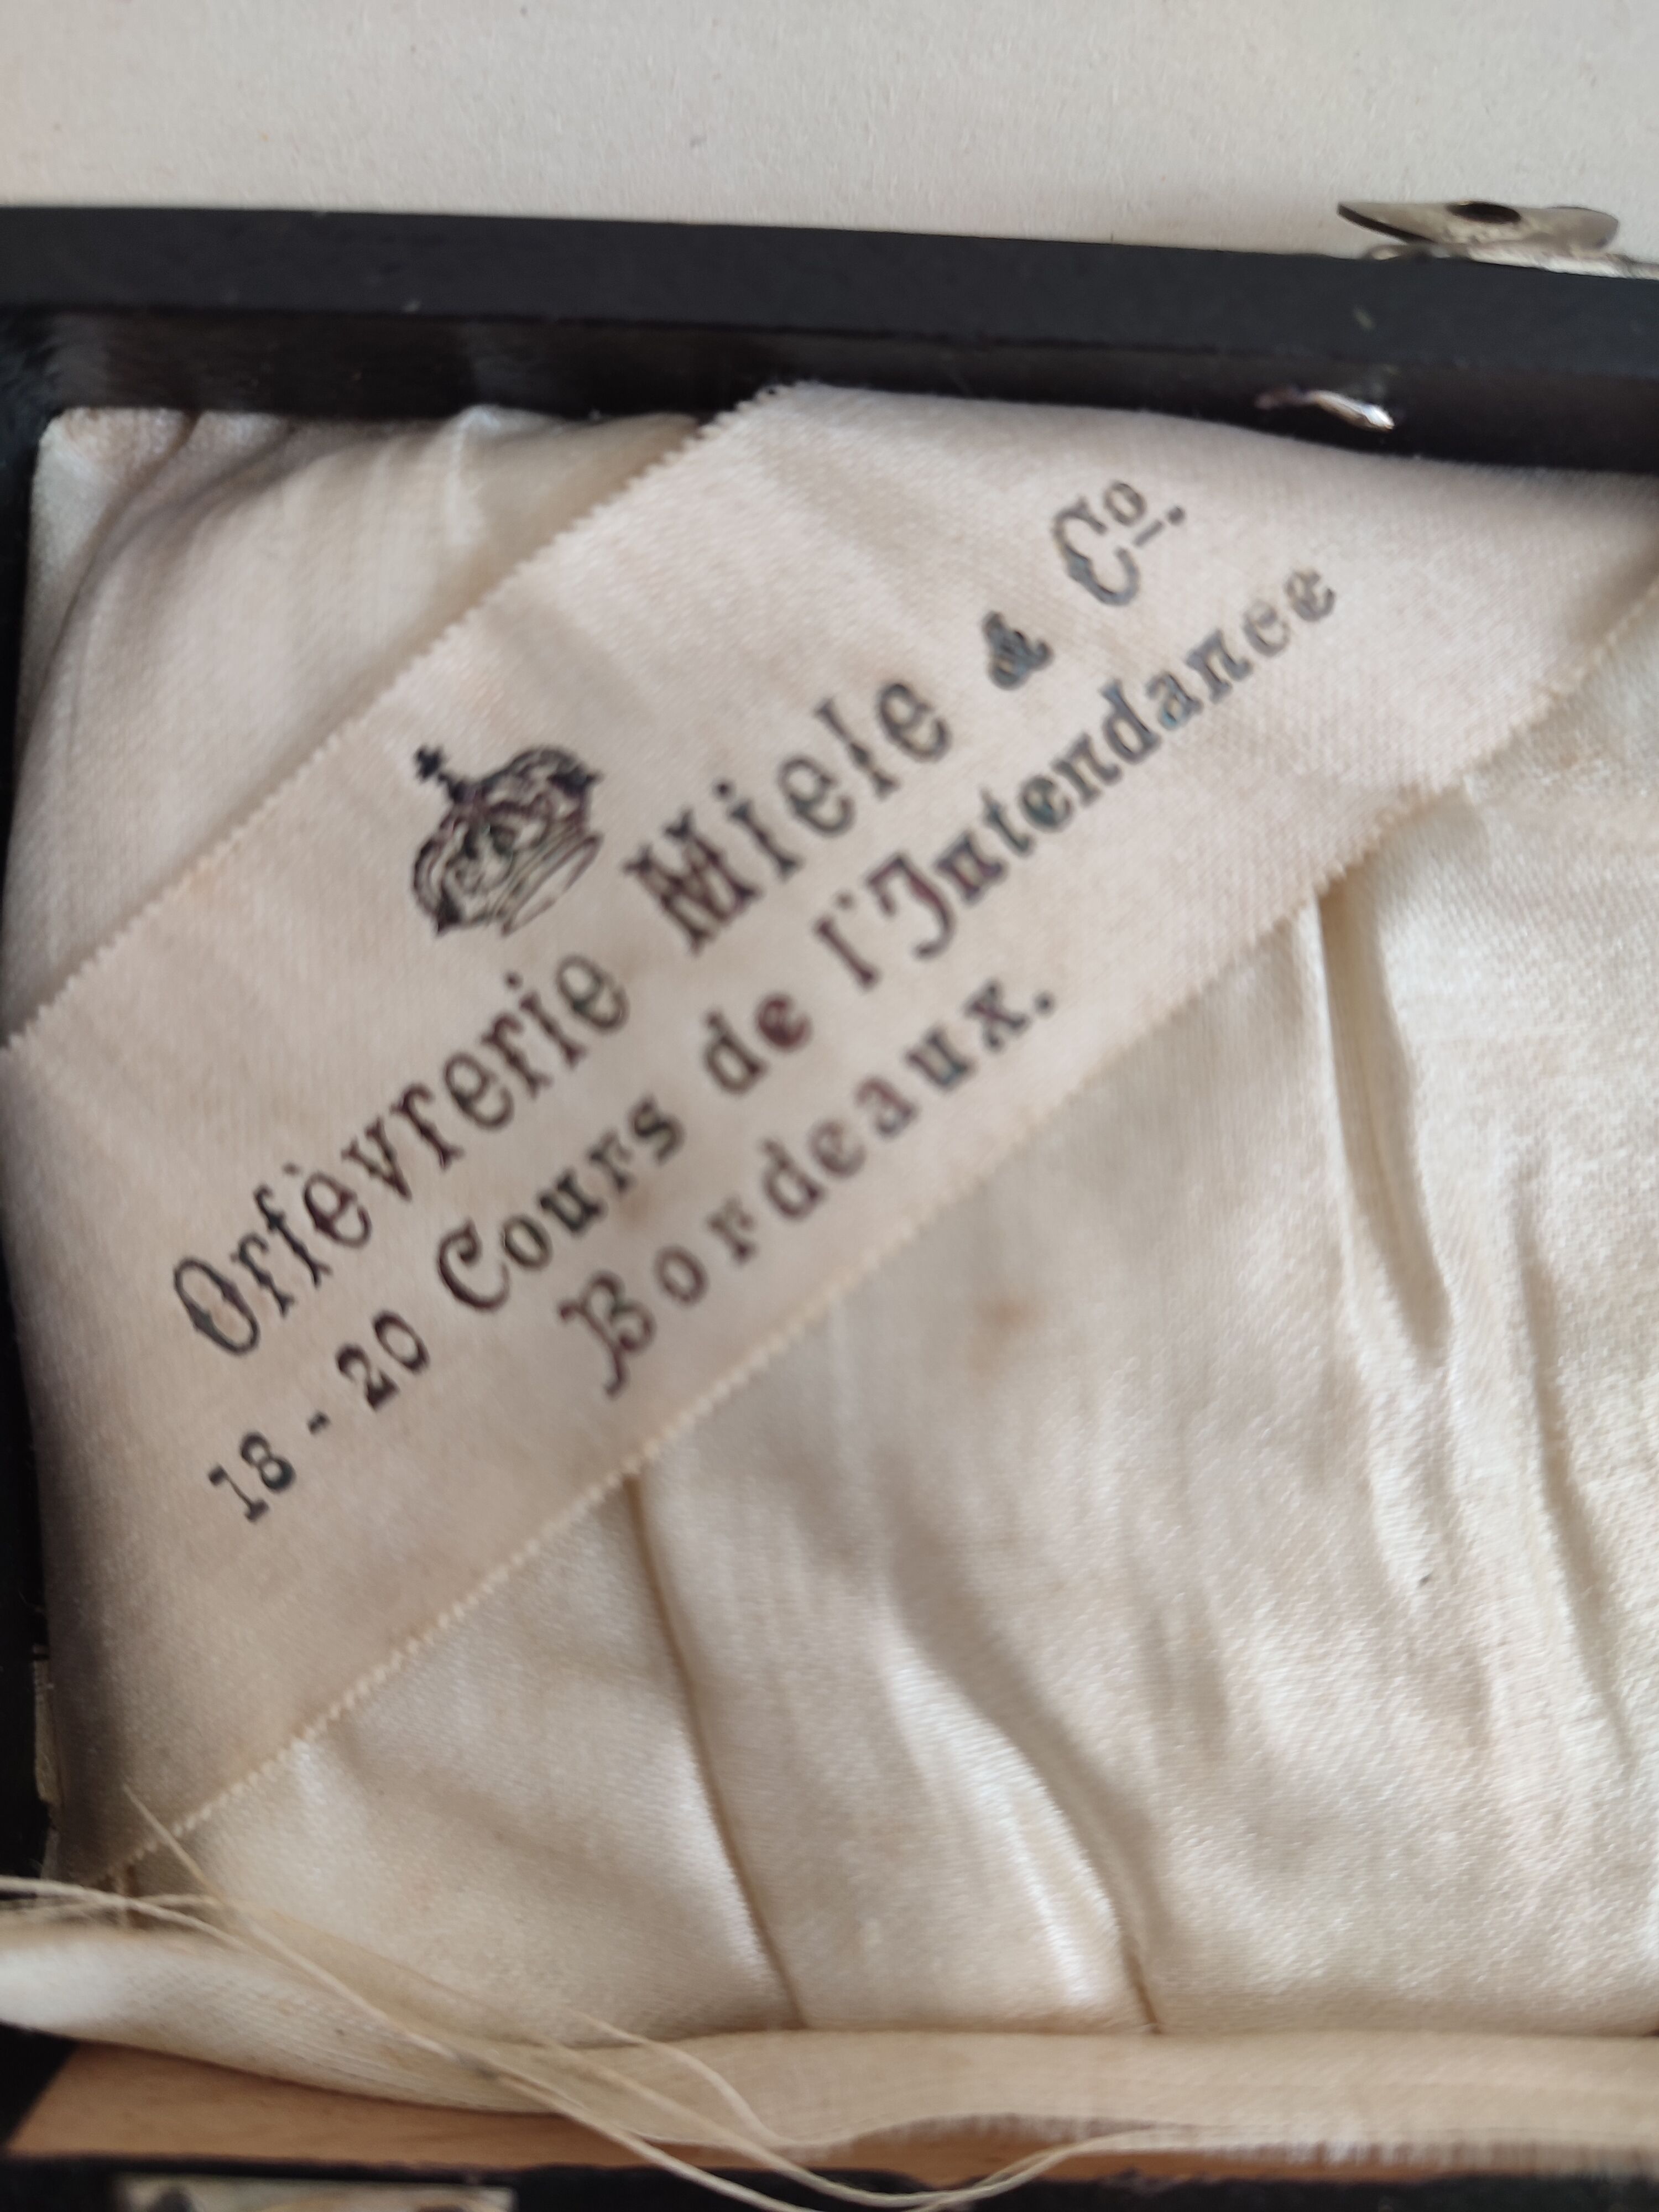 Orfèvrerie Miele & Co.
18 - 20 Cours de l'Intendance
Bordeaux.